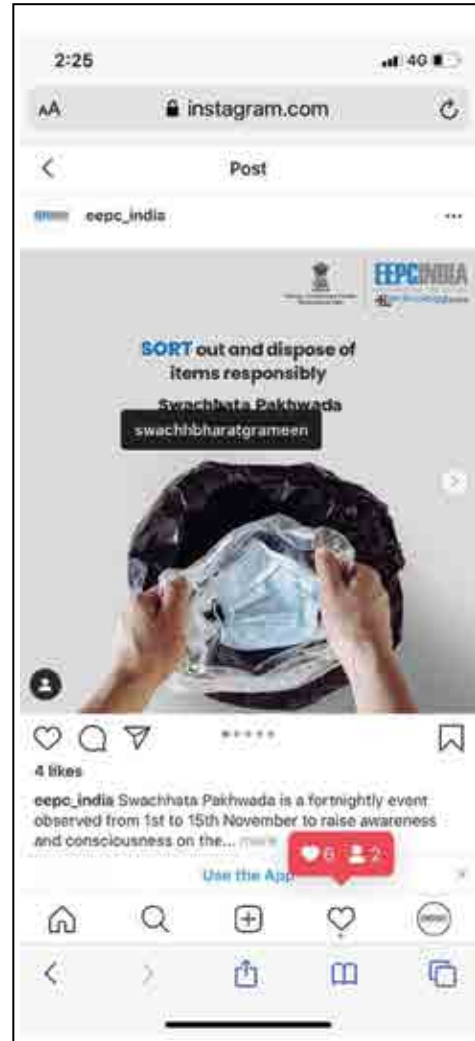 2:25
4G
AA
instagram.com
Post
eepc_india
EEPCINDIA
SORT out and dispose of
items responsibly
Swachhata Pakhwada
swachhbharatgrameen
4 likes
eepc_india Swachhata Pakhwada is a fortnightly event
observed from 1st to 15th November to raise awareness
and consciousness on the... more
6 2
Use the App